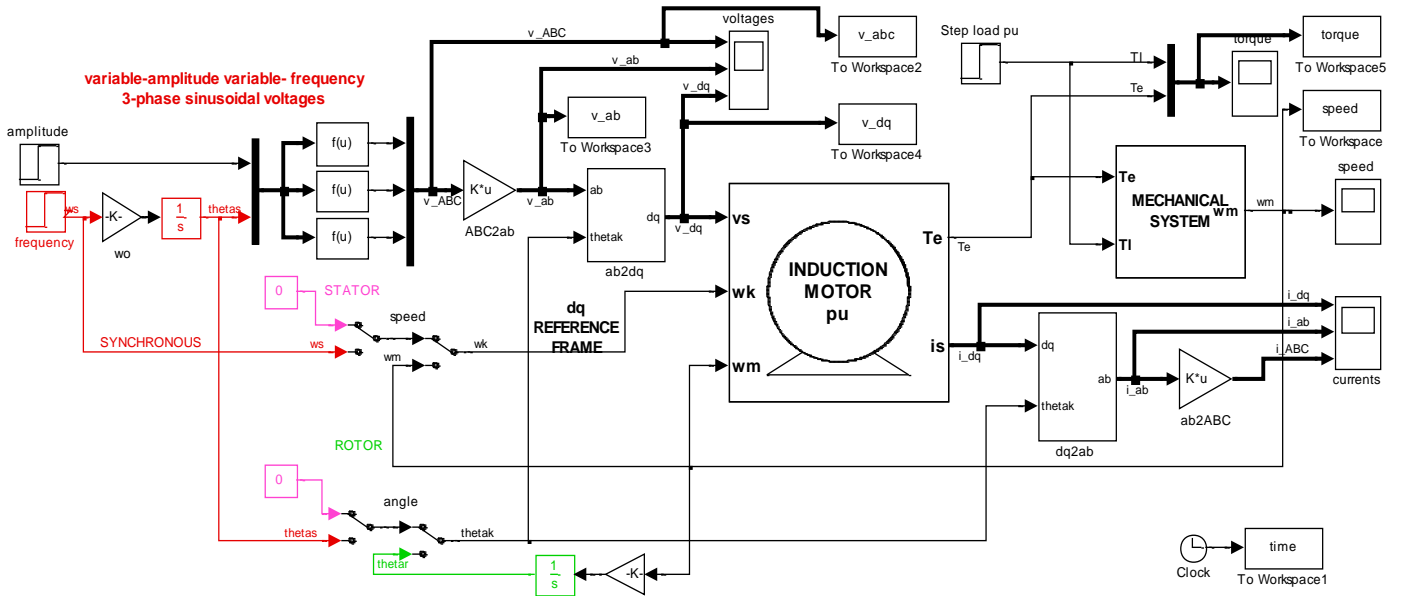 voltages
v_ABC
v_abc
To Workspace2
Step load pu
torque
torque
To Workspace5
Tl
Te
v_ab
variable-amplitude variable- frequency
3-phase sinusoidal voltages
v_dq
v_ab
To Workspace3
v_dq
To Workspace4
speed
To Workspace
amplitude
f(u)
f(u)
f(u)
frequency
ws
-K-
wo
1
s
thetas
v_ABC
K*u
ABC2ab
v_ab
ab
thetak
dq
ab2dq
v_dq
vs
wk
wm
INDUCTION
MOTOR
pu
Te
is
Te
Te
Tl
MECHANICAL
SYSTEM
wm
wm
speed
0
STATOR
SYNCHRONOUS
speed
ws
wm
wk
dq
REFERENCE
FRAME
i_dq
i_dq
i_ab
i_ABC
currents
dq
thetak
ab
dq2ab
i_ab
K*u
ab2ABC
ROTOR
0
angle
thetas
thetak
thetar
1
s
-K-
Clock
time
To Workspace1